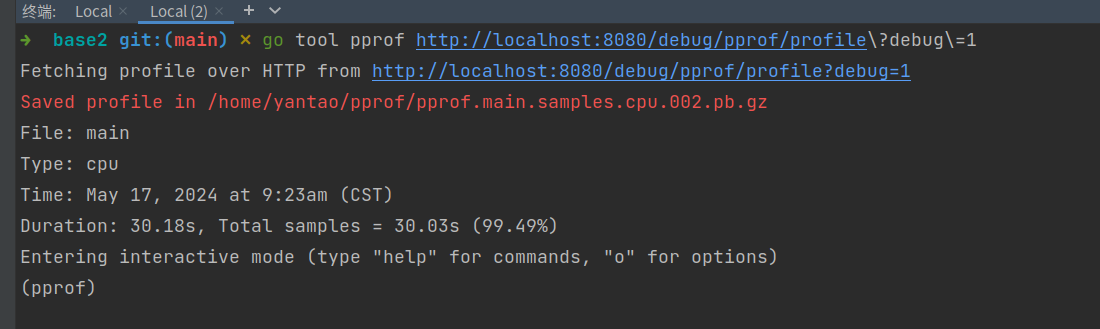 终端: Local × Local (2) × +
→ base2 git:(main) × go tool pprof http://localhost:8080/debug/pprof/profile\?debug\=1
Fetching profile over HTTP from http://localhost:8080/debug/pprof/profile?debug=1
Saved profile in /home/yantao/pprof/pprof.main.samples.cpu.002.pb.gz
File: main
Type: cpu
Time: May 17, 2024 at 9:23am (CST)
Duration: 30.18s, Total samples = 30.03s (99.49%)
Entering interactive mode (type "help" for commands, "o" for options)
(pprof)